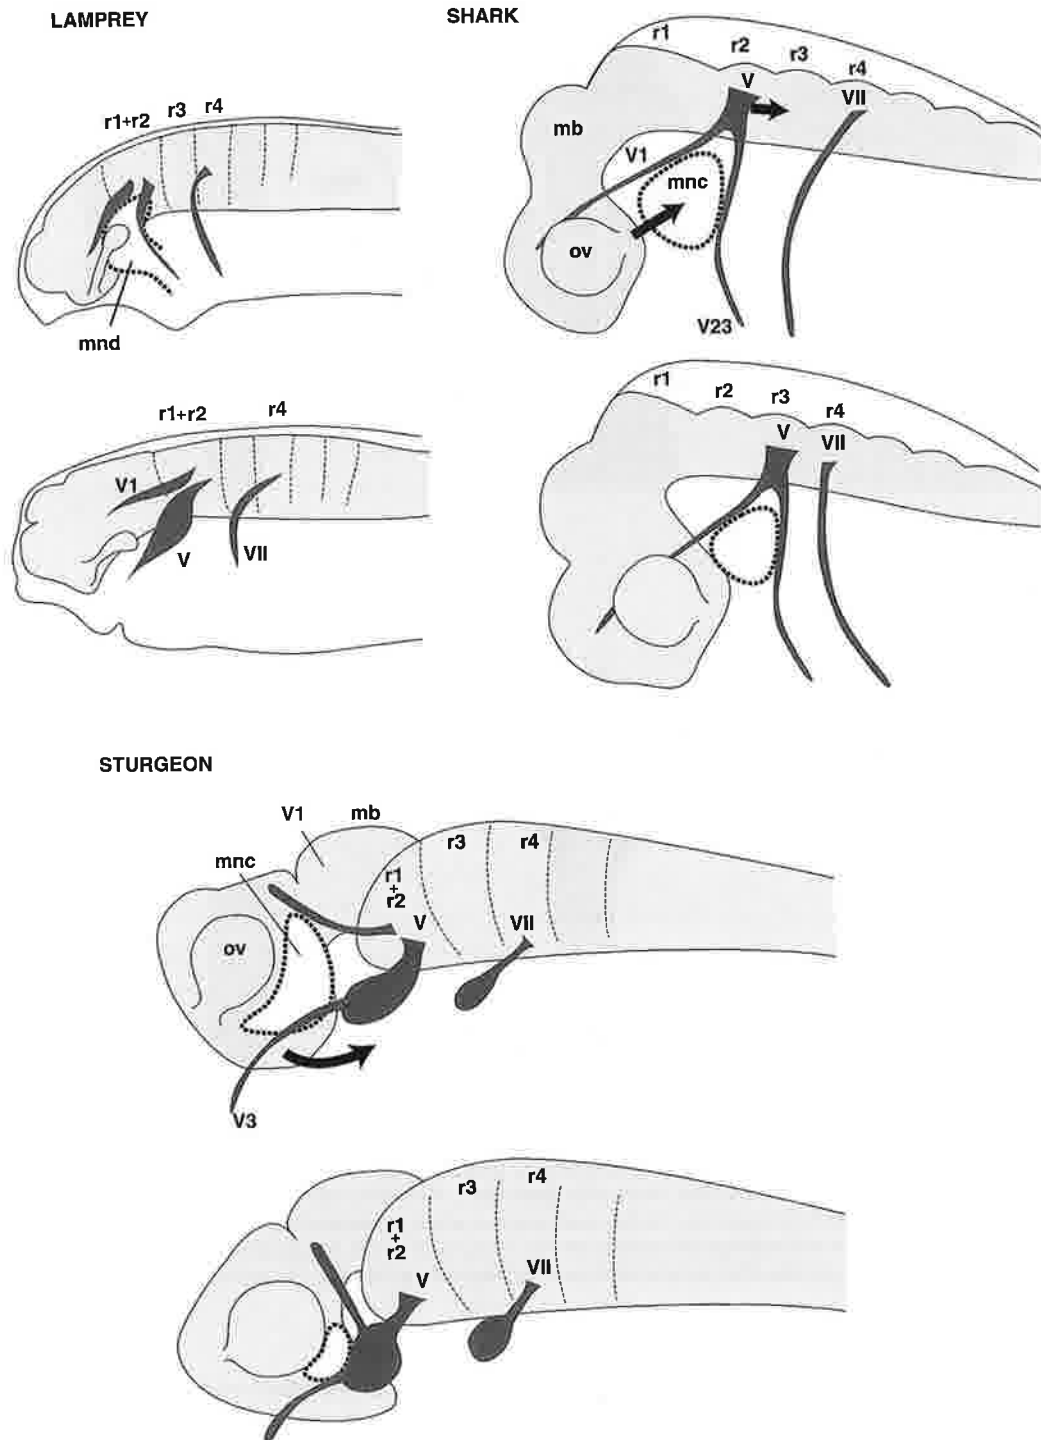 LAMPREY
r1+r2 r3 r4
mnd
r1+r2 r4
V1
V VII
SHARK
r1 r2 r3 r4
V VII
mb
V1
mnc
ov
V23
r1 r2 r3 r4
V VII
STURGEON
V1 mb
mnc
r3 r4
r1
+
r2
V VII
ov
V3
r3 r4
r1
+
r2
V VII